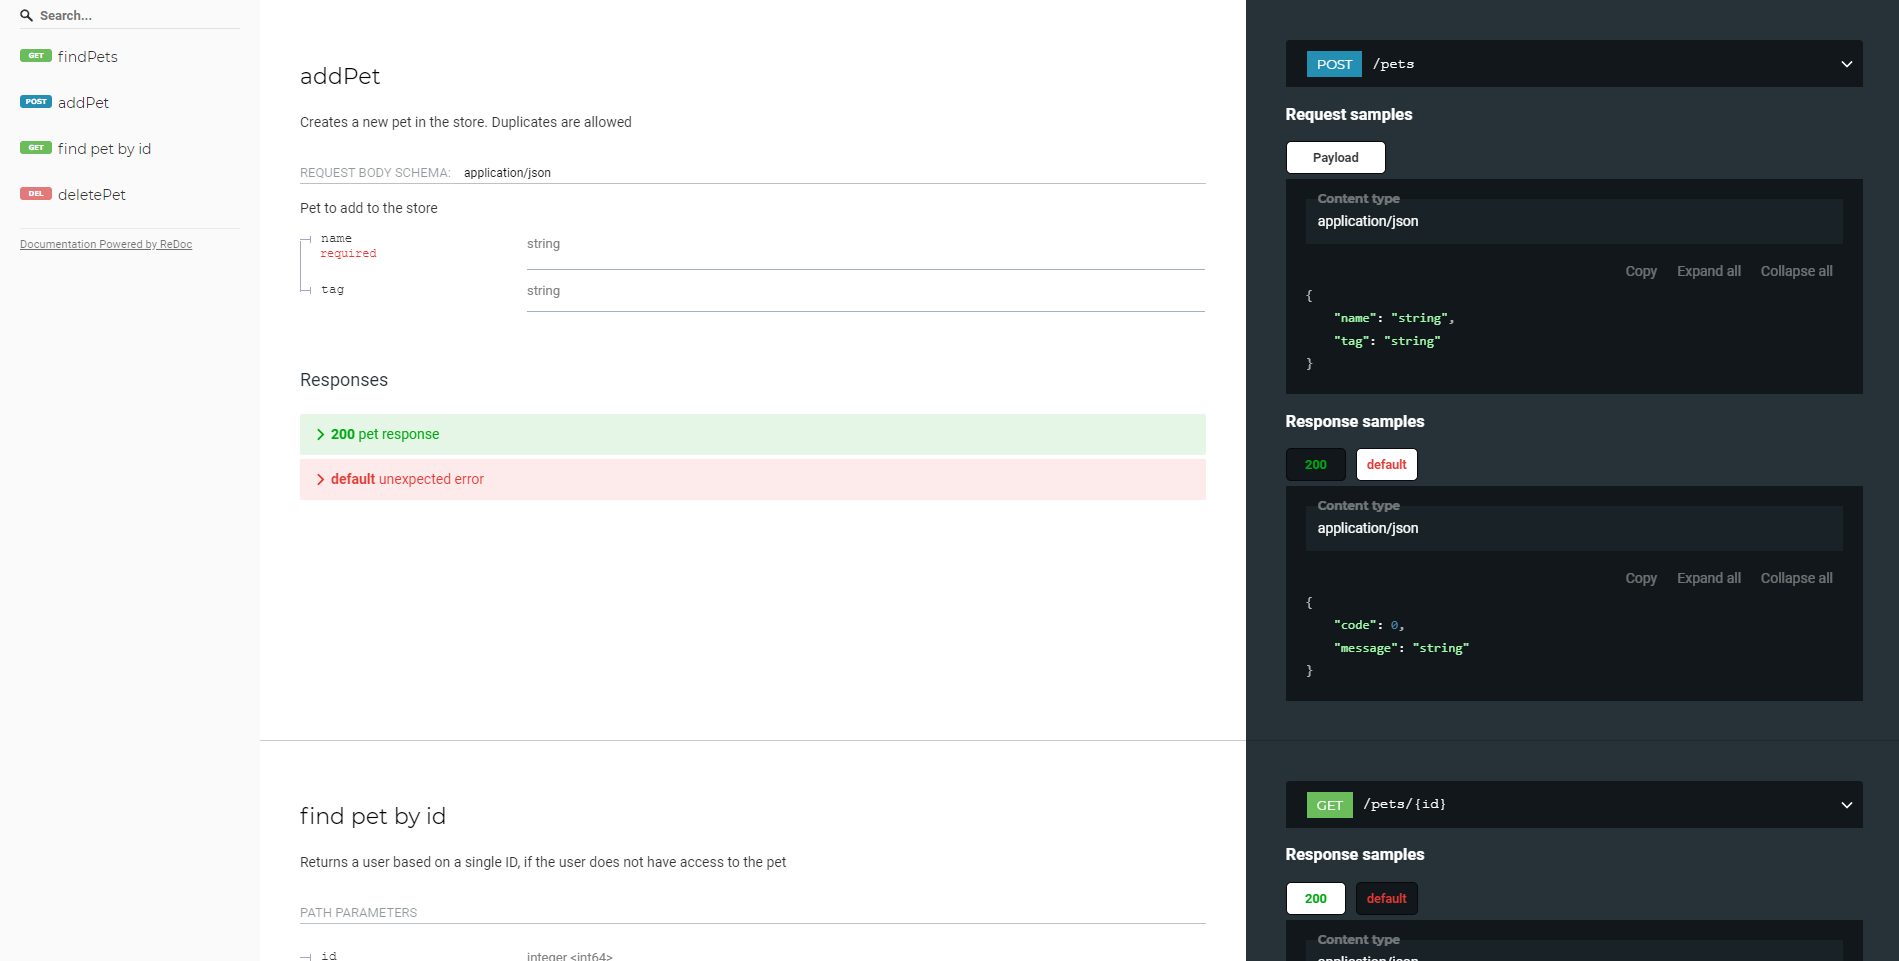 Search...
GET findPets
POST addPet
GET find pet by id
DEL deletePet
Documentation Powered by ReDoc
addPet
Creates a new pet in the store. Duplicates are allowed
REQUEST BODY SCHEMA: application/json
Pet to add to the store
name
required
string
tag
string
Responses
200 pet response
default unexpected error
POST /pets
Request samples
Payload
Content type
application/json
Copy Expand all Collapse all
{
"name": "string",
"tag": "string"
}
Response samples
200 default
Content type
application/json
Copy Expand all Collapse all
{
"code": 0,
"message": "string"
}
find pet by id
Returns a user based on a single ID, if the user does not have access to the pet
PATH PARAMETERS
id
integer <int64>
GET /pets/{id}
Response samples
200 default
Content type
application/json